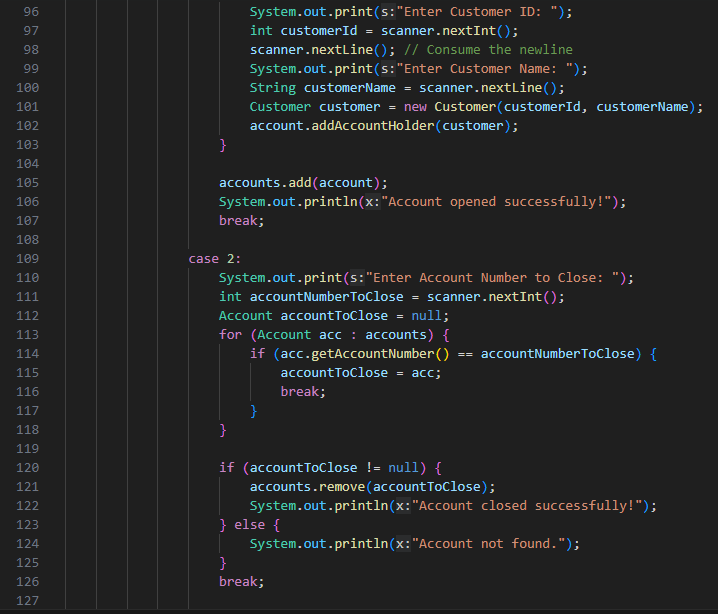 96 System.out.print(s:"Enter Customer ID: ");
97 int customerId = scanner.nextInt();
98 scanner.nextLine(); // Consume the newline
99 System.out.print(s:"Enter Customer Name: ");
100 String customerName = scanner.nextLine();
101 Customer customer = new Customer(customerId, customerName);
102 account.addAccountHolder(customer);
103 }
104
105 accounts.add(account);
106 System.out.println(x:"Account opened successfully!");
107 break;
108
109 case 2:
110 System.out.print(s:"Enter Account Number to Close: ");
111 int accountNumberToClose = scanner.nextInt();
112 Account accountToClose = null;
113 for (Account acc : accounts) {
114 if (acc.getAccountNumber() == accountNumberToClose) {
115 accountToClose = acc;
116 break;
117 }
118 }
119
120 if (accountToClose != null) {
121 accounts.remove(accountToClose);
122 System.out.println(x:"Account closed successfully!");
123 } else {
124 System.out.println(x:"Account not found.");
125 }
126 break;
127